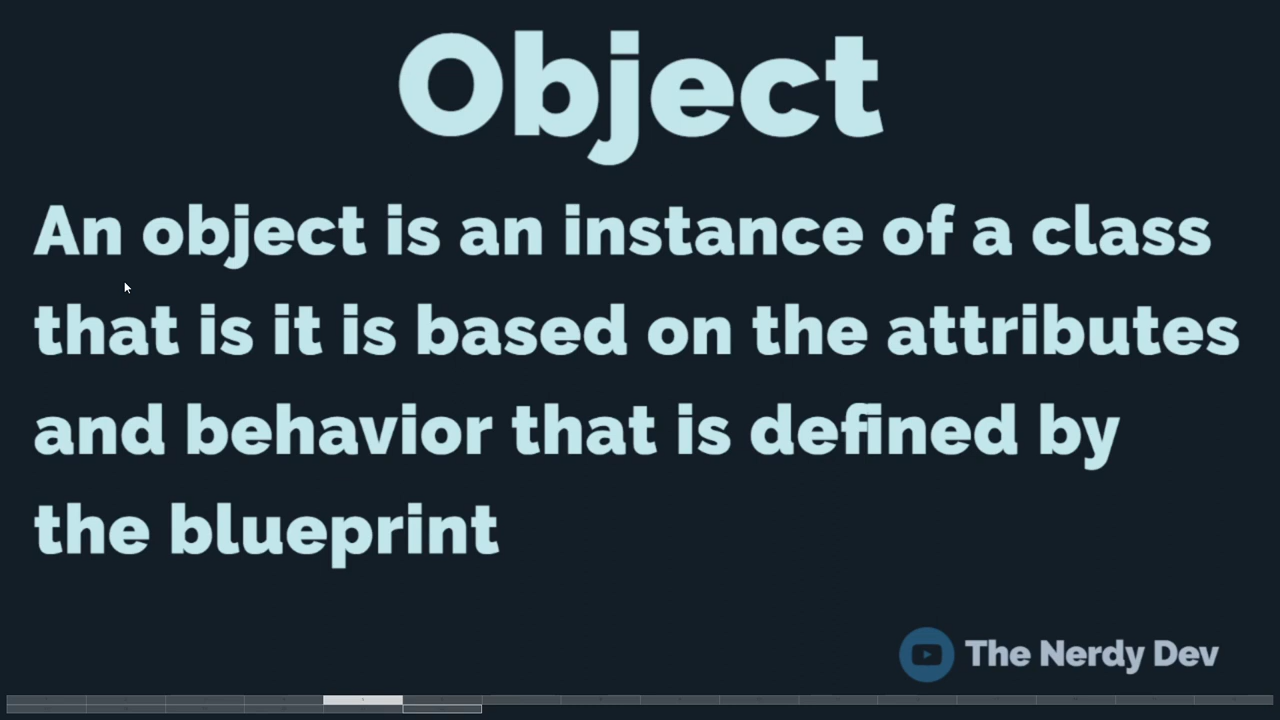 Object
An object is an instance of a class
that is it is based on the attributes
and behavior that is defined by
the blueprint
The Nerdy Dev